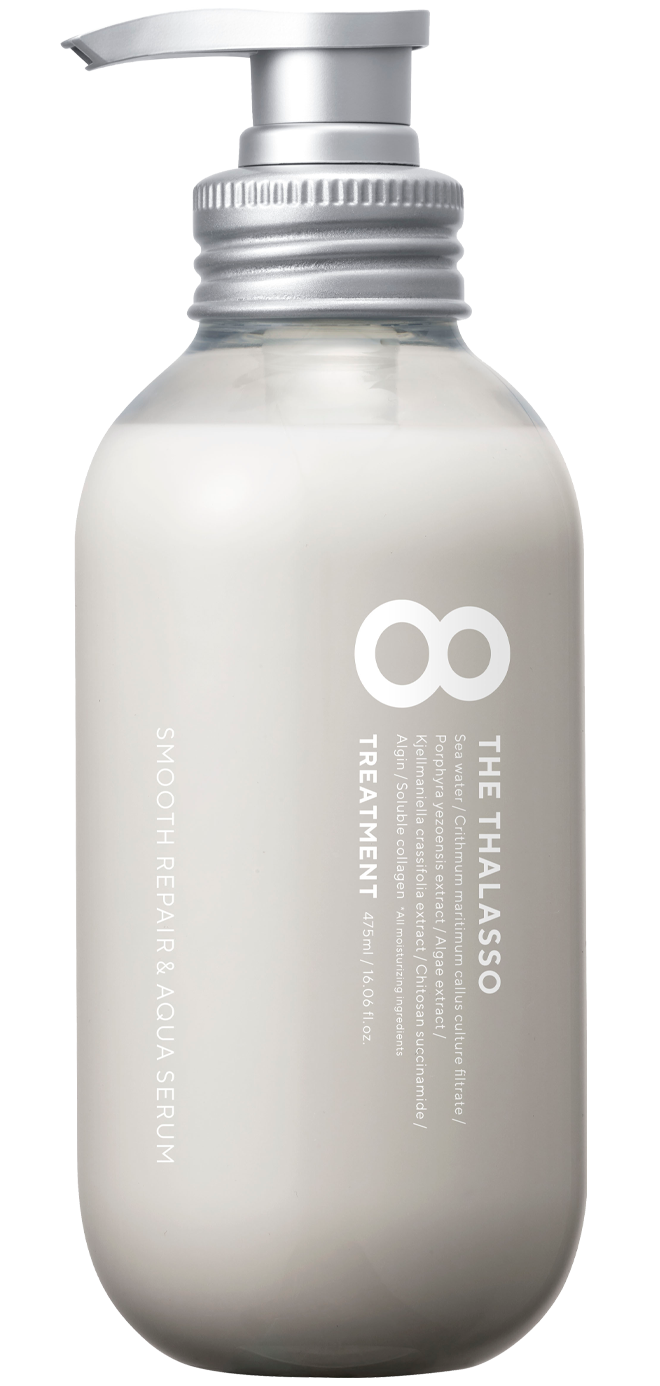 8
THE THALASSO
Sea water / Crithmum maritimum callus culture filtrate /
Porphyra yezoensis extract / Algae extract /
Kjellmaniella crassifolia extract / Chitosan succinamide /
Algin / Soluble collagen *All moisturizing ingredients
TREATMENT 475ml / 16.06 fl.oz.
SMOOTH REPAIR & AQUA SERUM